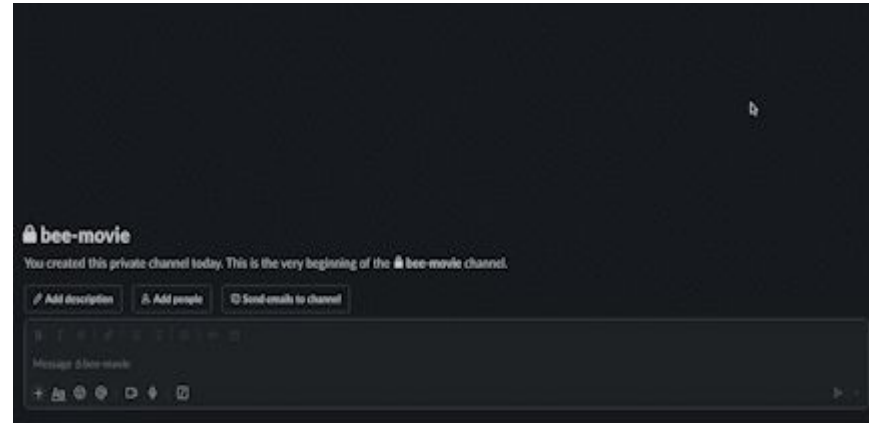 bee-movie
You created this private channel today. This is the very beginning of the bee-movie channel.
Add description Add people Send emails to channel
Message bee-movie
Aa